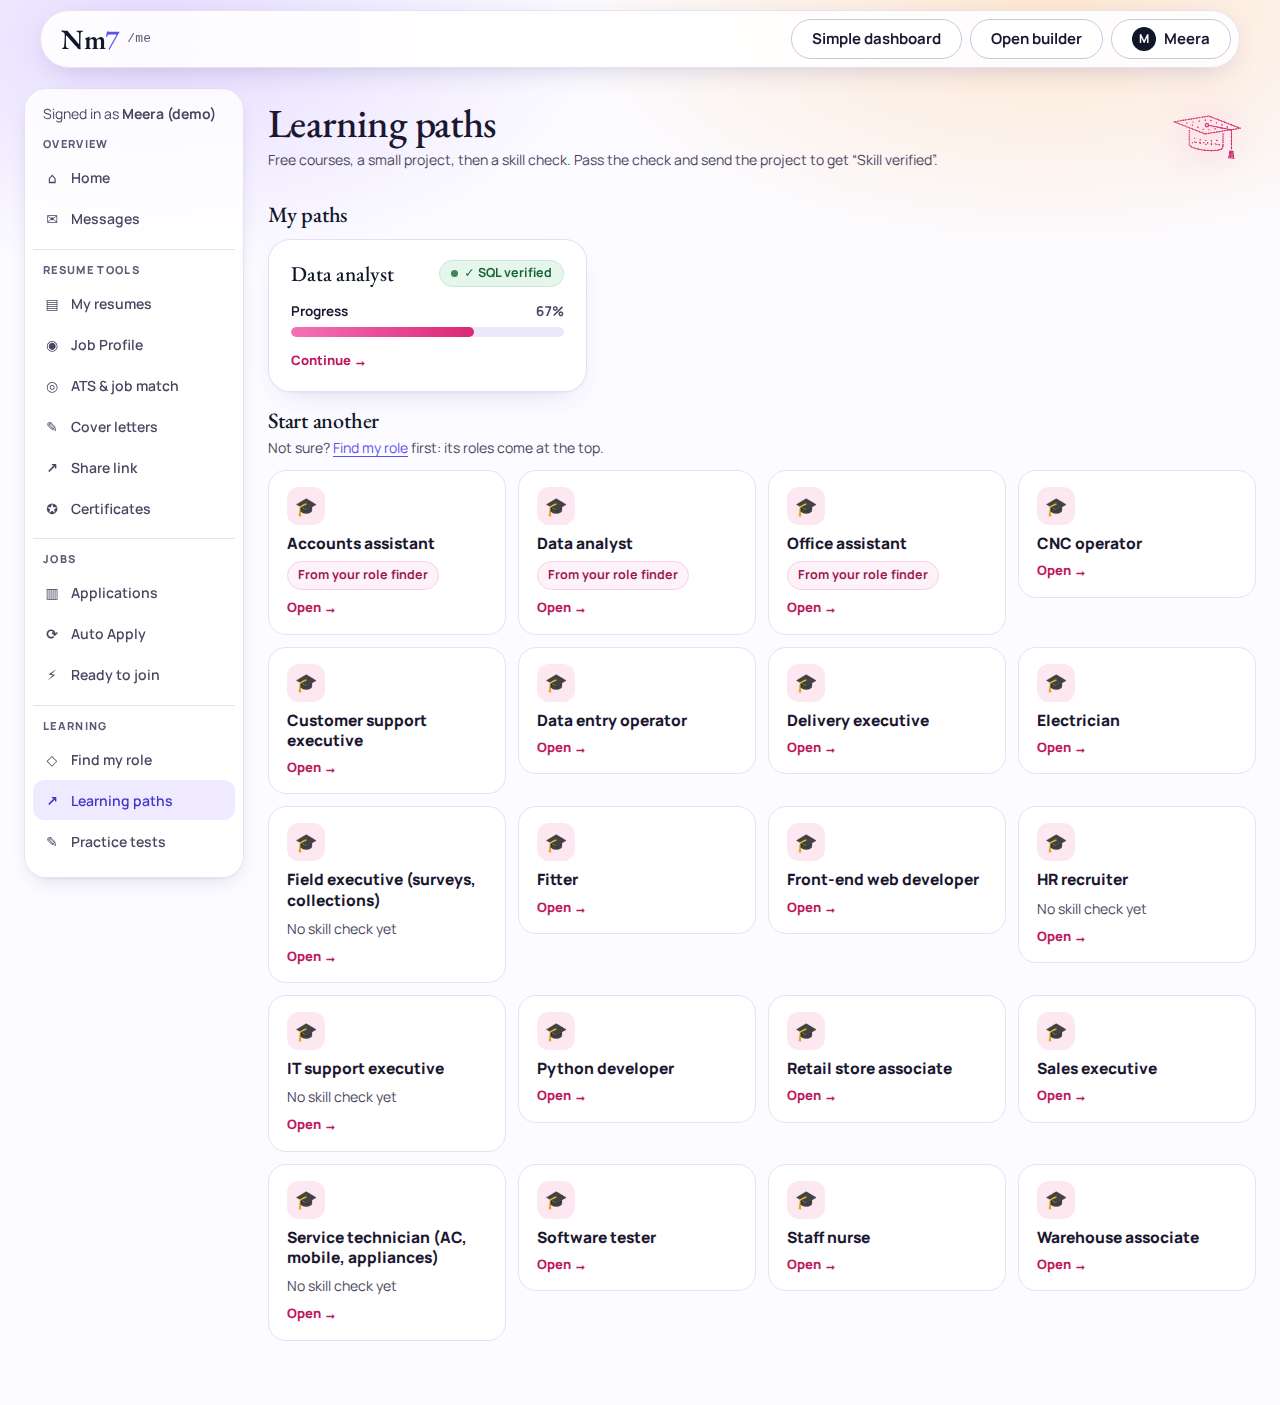 Nm7 /me
Simple dashboard
Open builder
M Meera
Signed in as Meera (demo)
OVERVIEW
Home
Messages
RESUME TOOLS
My resumes
Job Profile
ATS & job match
Cover letters
Share link
Certificates
JOBS
Applications
Auto Apply
Ready to join
LEARNING
Find my role
Learning paths
Practice tests
Learning paths
Free courses, a small project, then a skill check. Pass the check and send the project to get “Skill verified”.
My paths
Data analyst
✓ SQL verified
Progress 67%
Continue →
Start another
Not sure? Find my role first: its roles come at the top.
Accounts assistant
From your role finder
Open →
Data analyst
From your role finder
Open →
Office assistant
From your role finder
Open →
CNC operator
Open →
Customer support
executive
Open →
Data entry operator
Open →
Delivery executive
Open →
Electrician
Open →
Field executive (surveys,
collections)
No skill check yet
Open →
Fitter
Open →
Front-end web developer
Open →
HR recruiter
No skill check yet
Open →
IT support executive
No skill check yet
Open →
Python developer
Open →
Retail store associate
Open →
Sales executive
Open →
Service technician (AC,
mobile, appliances)
No skill check yet
Open →
Software tester
Open →
Staff nurse
Open →
Warehouse associate
Open →